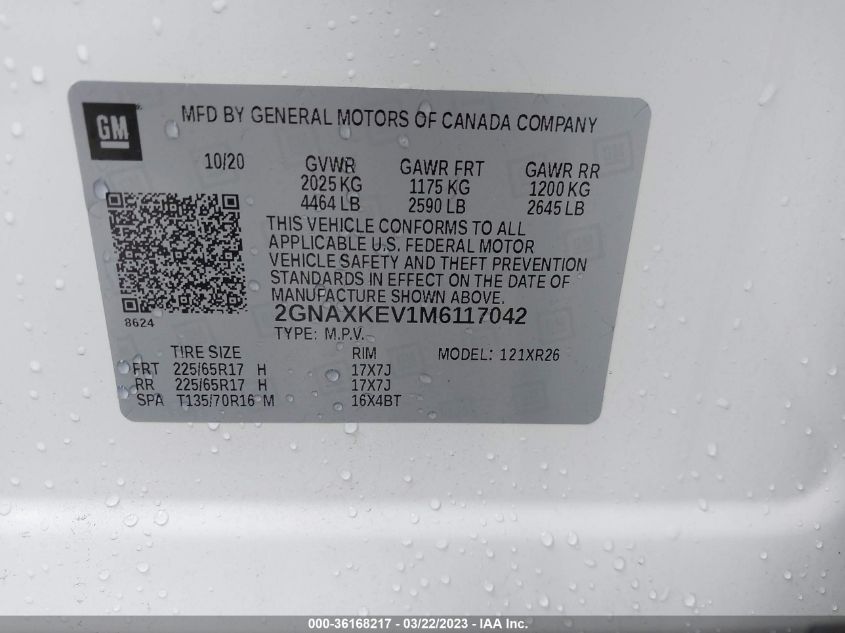 GM
MFD BY GENERAL MOTORS OF CANADA COMPANY
10/20 GVWR GAWR FRT GAWR RR
2025 KG 1175 KG 1200 KG
4464 LB 2590 LB 2645 LB
THIS VEHICLE CONFORMS TO ALL
APPLICABLE U.S. FEDERAL MOTOR
VEHICLE SAFETY AND THEFT PREVENTION
STANDARDS IN EFFECT ON THE DATE OF
MANUFACTURE SHOWN ABOVE.
8624
2GNAXKEV1M6117042
TYPE: M.P.V.
TIRE SIZE RIM MODEL: 121XR26
FRT 225/65R17 H 17X7J
RR 225/65R17 H 17X7J
SPA T135/70R16 M 16X4BT
000-36168217 - 03/22/2023 - IAA Inc.